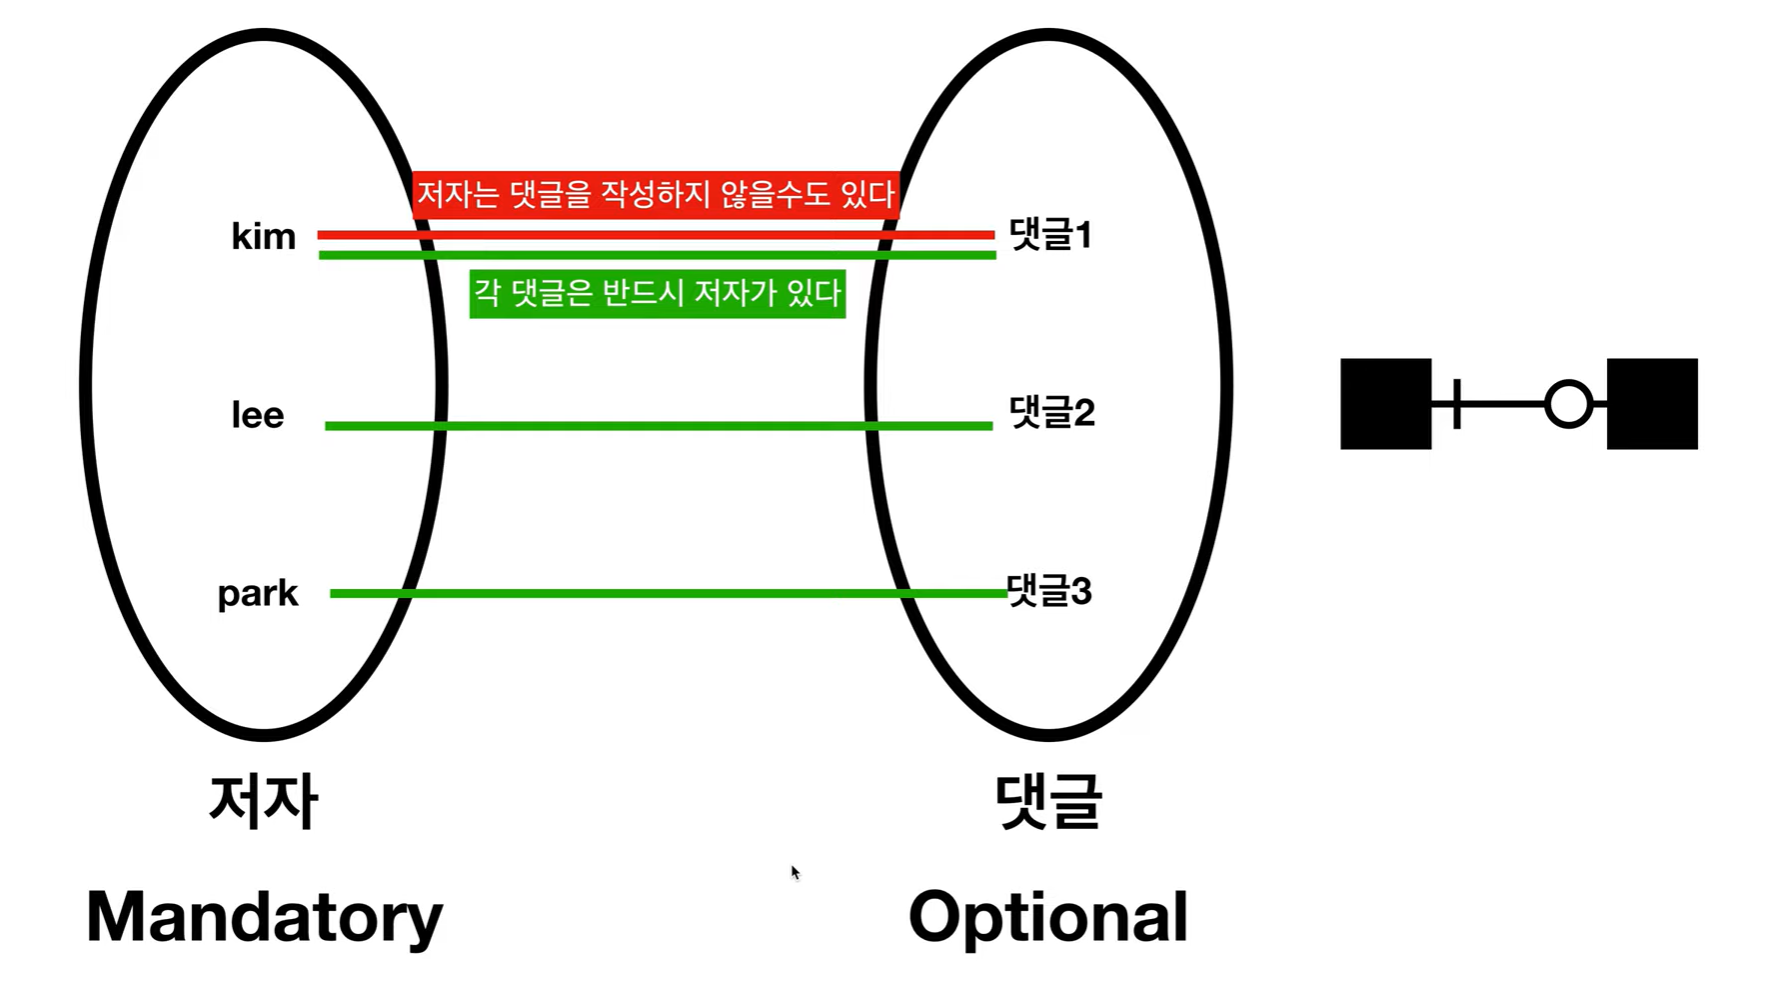 저자는 댓글을 작성하지 않을수도 있다
kim
댓글1
각 댓글은 반드시 저자가 있다
lee
댓글2
park
댓글3
저자
댓글
Mandatory
Optional